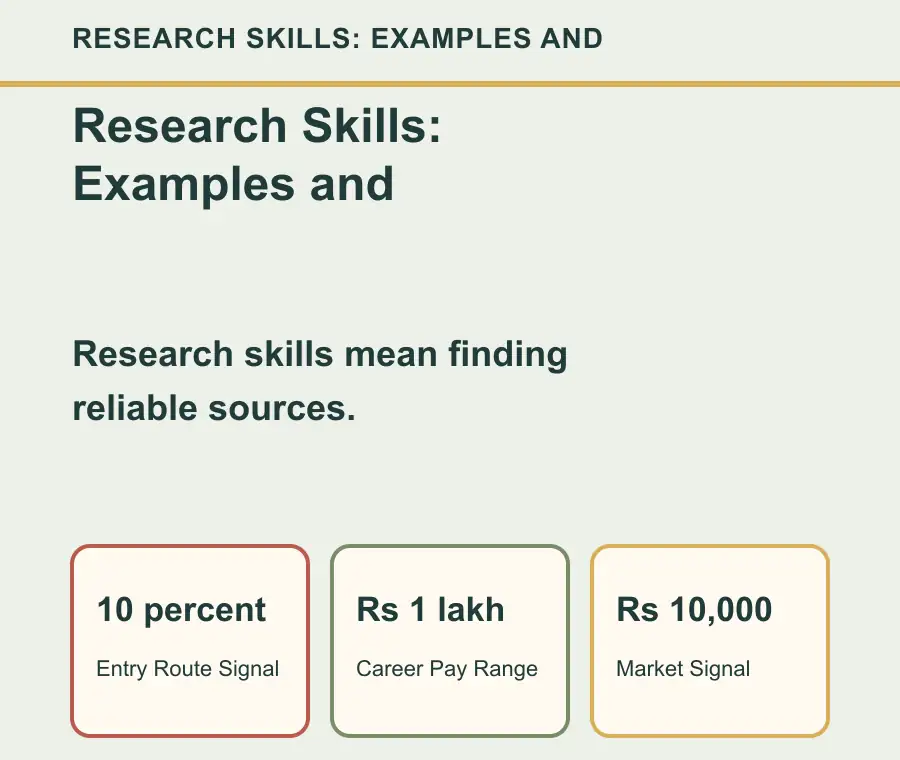 RESEARCH SKILLS: EXAMPLES AND
Research Skills:
Examples and
Research skills mean finding
reliable sources.
10 percent
Entry Route Signal
Rs 1 lakh
Career Pay Range
Rs 10,000
Market Signal